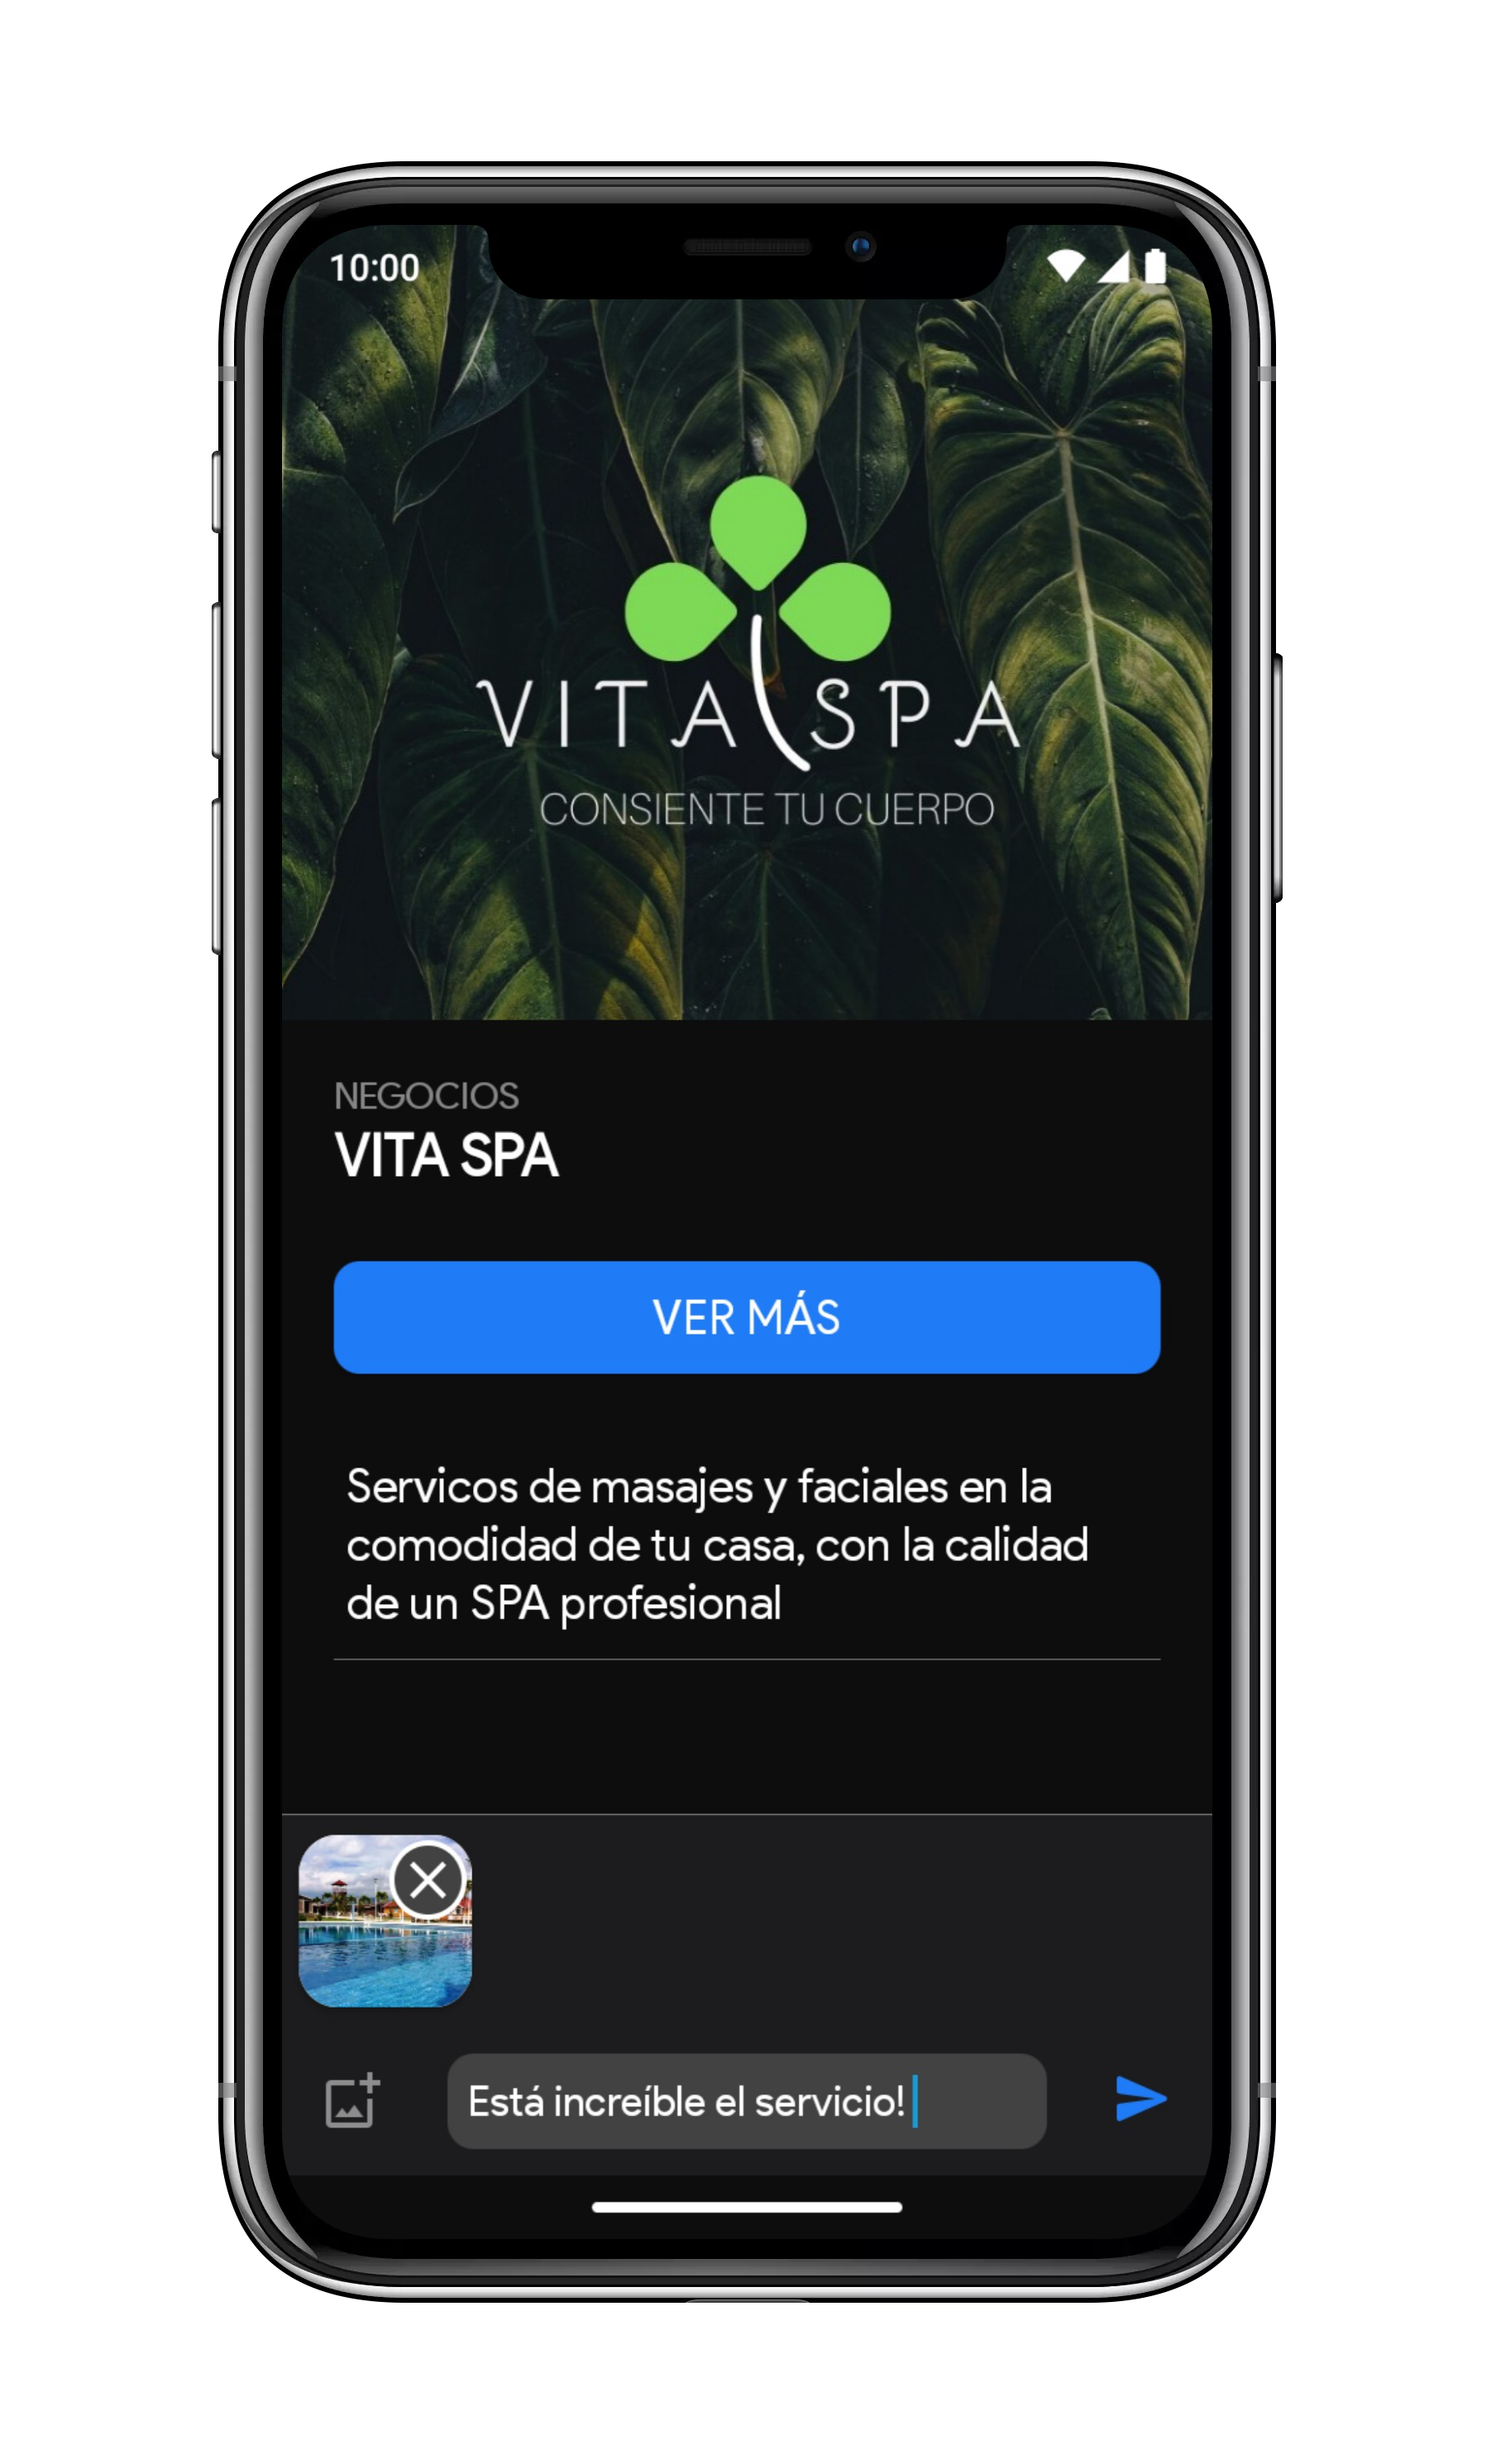 10:00
VITA SPA
CONSIENTE TU CUERPO
NEGOCIOS
VITA SPA
VER MÁS
Servicos de masajes y faciales en la
comodidad de tu casa, con la calidad
de un SPA profesional
Está increíble el servicio!